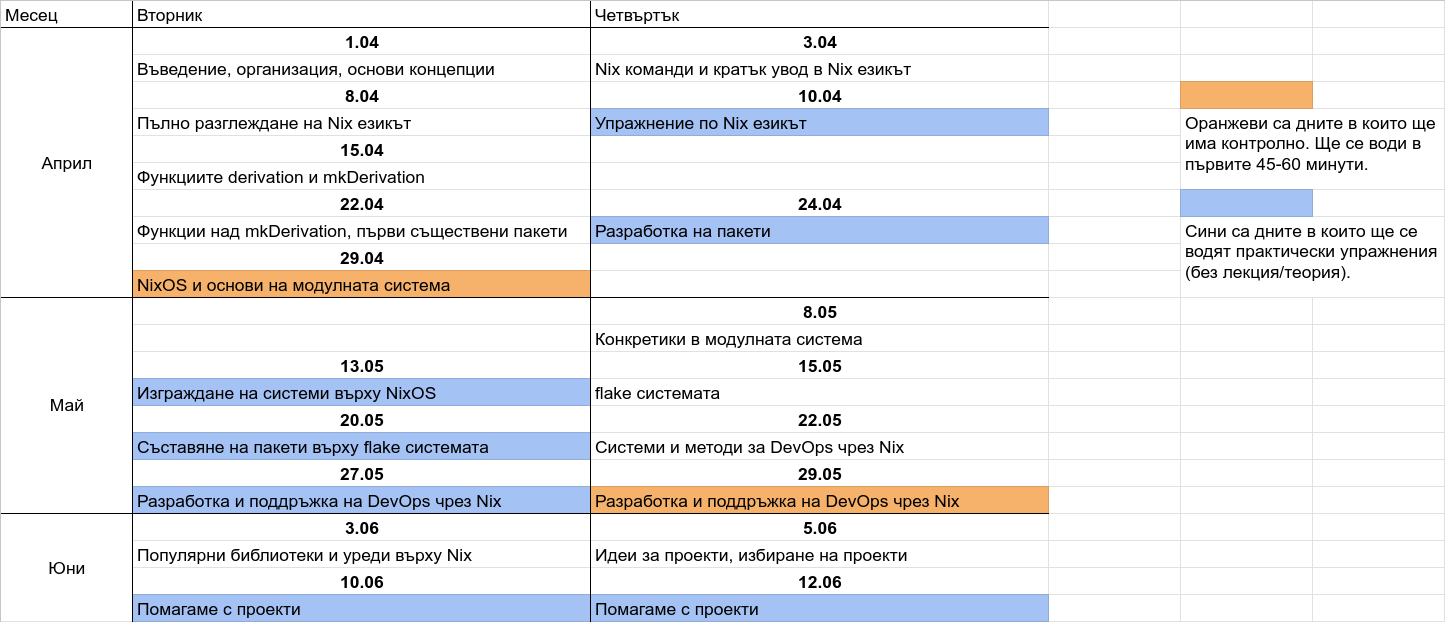 Месец Вторник Четвъртък
1.04 3.04
Въведение, организация, основи концепции Nix команди и кратък увод в Nix езикът
8.04 10.04
Пълно разглеждане на Nix езикът Упражнение по Nix езикът
15.04
Април
Функциите derivation и mkDerivation
22.04 24.04
Функции над mkDerivation, първи съществени пакети Разработка на пакети
29.04
NixOS и основи на модулната система
Оранжеви са дните в които ще
има контролно. Ще се води в
първите 45-60 минути.
Сини са дните в които ще се
водят практически упражнения
(без лекция/теория).
8.05
Конкретики в модулната система
13.05 15.05
Изграждане на системи върху NixOS flake системата
Май
20.05 22.05
Съставяне на пакети върху flake системата Системи и методи за DevOps чрез Nix
27.05 29.05
Разработка и поддръжка на DevOps чрез Nix Разработка и поддръжка на DevOps чрез Nix
3.06 5.06
Популярни библиотеки и уреди върху Nix Идеи за проекти, избиране на проекти
Юни
10.06 12.06
Помагаме с проекти Помагаме с проекти